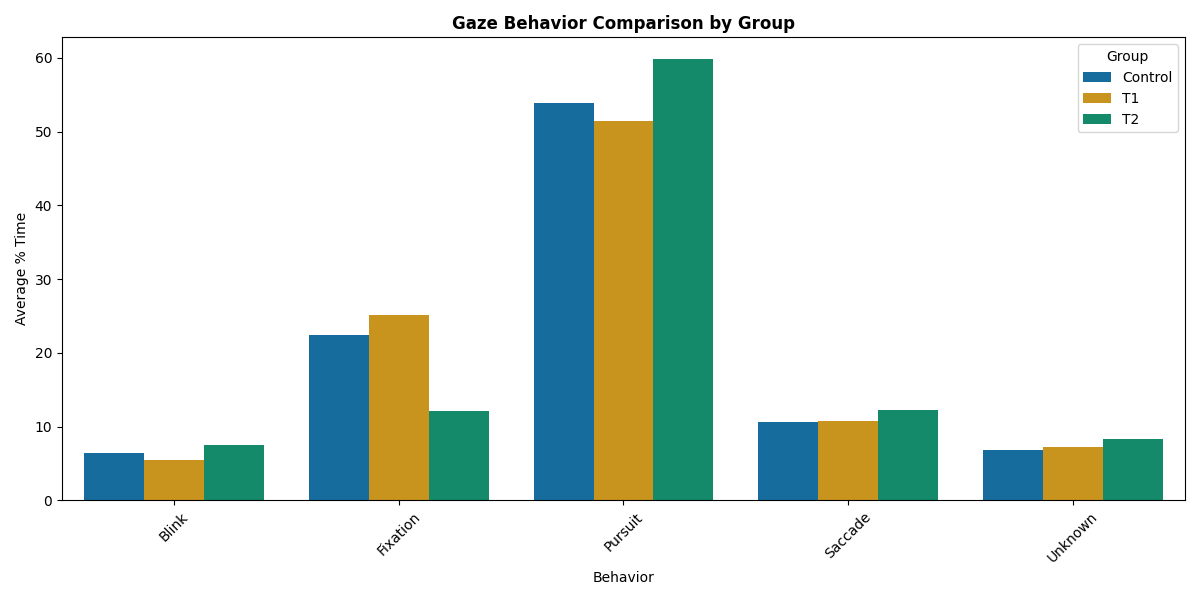 Gaze Behavior Comparison by Group
Group
Control
T1
T2
Average % Time
60
50
40
30
20
10
0
Blink
Fixation
Pursuit
Saccade
Unknown
Behavior